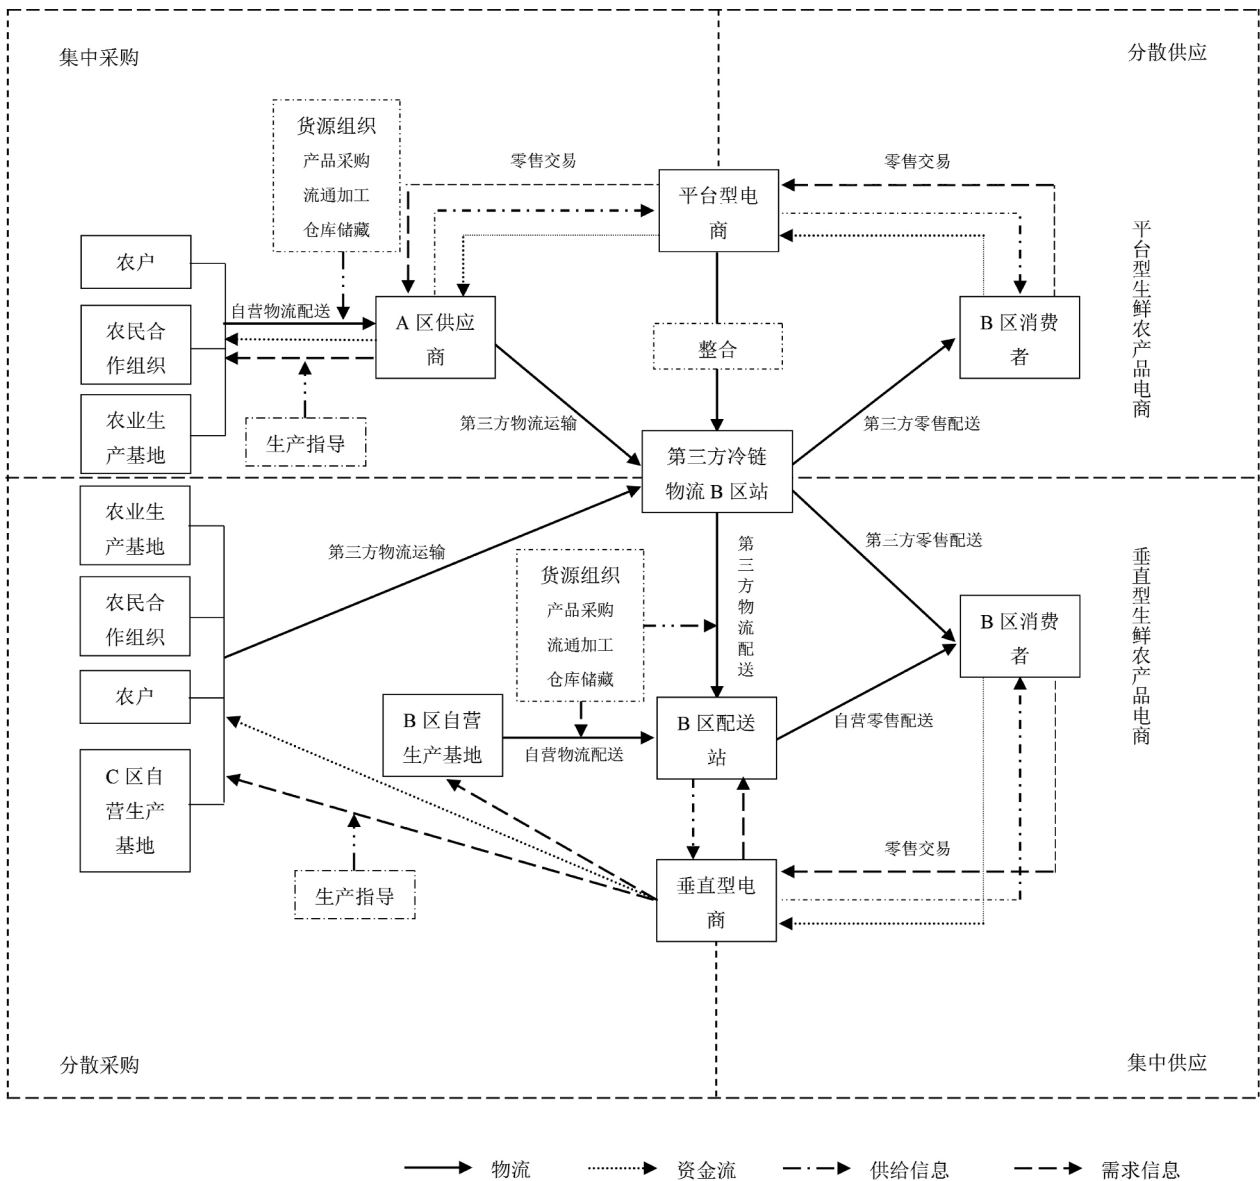 集中采购
分散供应
货源组织
产品采购
流通加工
仓库储藏
零售交易
零售交易
平台型电
商
平台型生鲜农产品电商
农户
自营物流配送
农民合
作组织
A 区供应
商
整合
B 区消费
者
农业生
产基地
生产指导
第三方物流运输
第三方零售配送
第三方冷链
物流 B 区站
农业生
产基地
第三方物流运输
第三方物流配送
第三方零售配送
垂直型生鲜农产品电商
货源组织
产品采购
流通加工
仓库储藏
农民合
作组织
B 区消费
者
农户
B 区自营
生产基地
自营物流配送
B 区配送
站
自营零售配送
C 区自
营生产
基地
生产指导
零售交易
垂直型电
商
分散采购
集中供应
物流
资金流
供给信息
需求信息